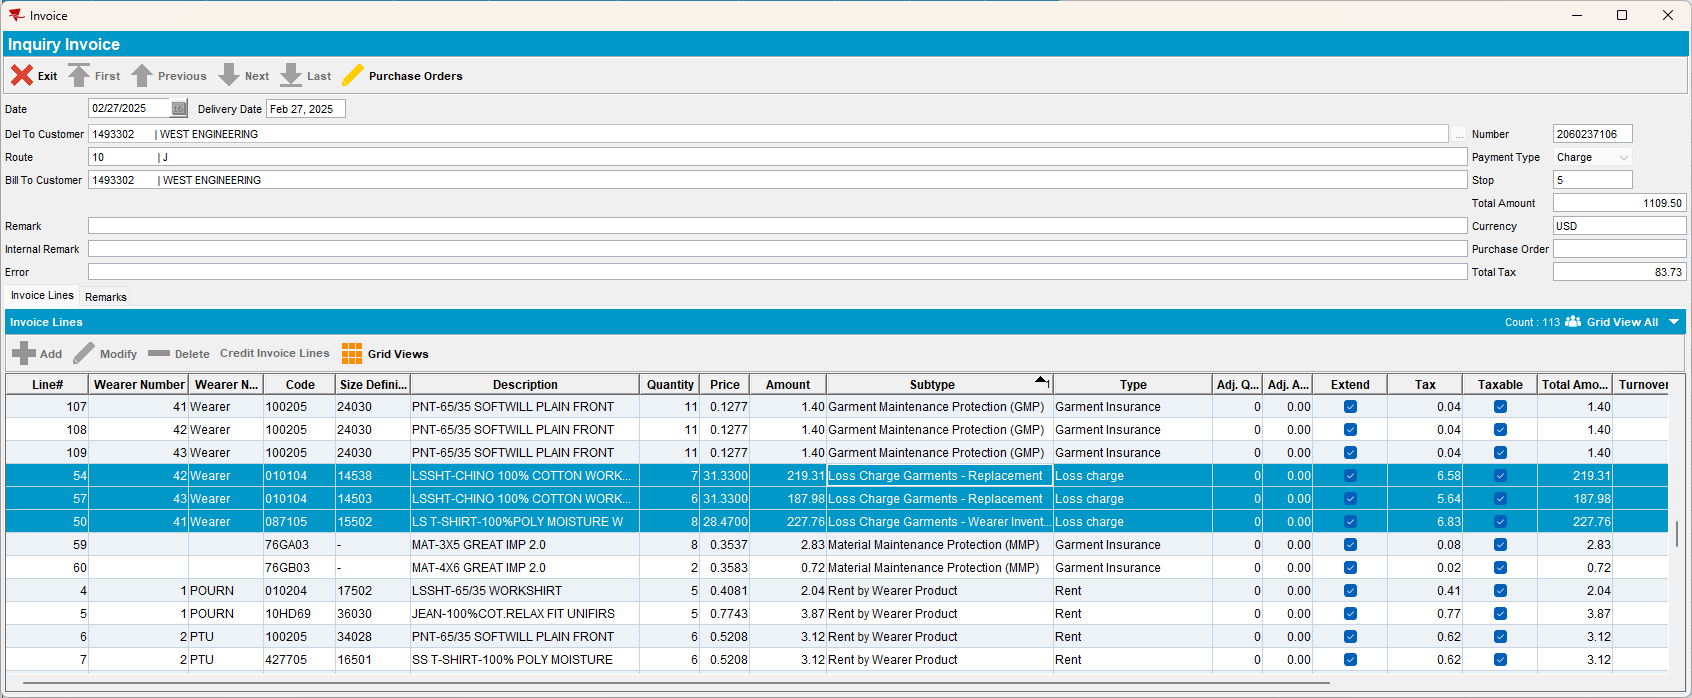 Invoice
Inquiry Invoice
Exit First Previous Next Last Purchase Orders
Date 02/27/2025 16 Delivery Date Feb 27, 2025
Del To Customer 1493302 | WEST ENGINEERING ... Number 2060237106
Route 10 | J Payment Type Charge
Bill To Customer 1493302 | WEST ENGINEERING Stop 5
Total Amount 1109.50
Remark Currency USD
Internal Remark Purchase Order
Error Total Tax 83.73
Invoice Lines Remarks
Invoice Lines Count : 113 Grid View All
Add Modify Delete Credit Invoice Lines Grid Views
Line# Wearer Number Wearer N... Code Size Defini... Description Quantity Price Amount Subtype 1 Type Adj. Q... Adj. A... Extend Tax Taxable Total Amo... Turnover
107 41 Wearer 100205 24030 PNT-65/35 SOFTWILL PLAIN FRONT 11 0.1277 1.40 Garment Maintenance Protection (GMP) Garment Insurance 0 0.00 0.04 1.40
108 42 Wearer 100205 24030 PNT-65/35 SOFTWILL PLAIN FRONT 11 0.1277 1.40 Garment Maintenance Protection (GMP) Garment Insurance 0 0.00 0.04 1.40
109 43 Wearer 100205 24030 PNT-65/35 SOFTWILL PLAIN FRONT 11 0.1277 1.40 Garment Maintenance Protection (GMP) Garment Insurance 0 0.00 0.04 1.40
54 42 Wearer 010104 14538 LSSHT-CHINO 100% COTTON WORK... 7 31.3300 219.31 Loss Charge Garments - Replacement Loss charge 0 0.00 6.58 219.31
57 43 Wearer 010104 14503 LSSHT-CHINO 100% COTTON WORK... 6 31.3300 187.98 Loss Charge Garments - Replacement Loss charge 0 0.00 5.64 187.98
50 41 Wearer 087105 15502 LS T-SHIRT-100%POLY MOISTURE W 8 28.4700 227.76 Loss Charge Garments - Wearer Invent... Loss charge 0 0.00 6.83 227.76
59 76GA03 - MAT-3X5 GREAT IMP 2.0 8 0.3537 2.83 Material Maintenance Protection (MMP) Garment Insurance 0 0.00 0.08 2.83
60 76GB03 - MAT-4X6 GREAT IMP 2.0 2 0.3583 0.72 Material Maintenance Protection (MMP) Garment Insurance 0 0.00 0.02 0.72
4 1 POURN 010204 17502 LSSHT-65/35 WORKSHIRT 5 0.4081 2.04 Rent by Wearer Product Rent 0 0.00 0.41 2.04
5 1 POURN 10HD69 36030 JEAN-100%COT.RELAX FIT UNIFIRS 5 0.7743 3.87 Rent by Wearer Product Rent 0 0.00 0.77 3.87
6 2 PTU 100205 34028 PNT-65/35 SOFTWILL PLAIN FRONT 6 0.5208 3.12 Rent by Wearer Product Rent 0 0.00 0.62 3.12
7 2 PTU 427705 16501 SS T-SHIRT-100% POLY MOISTURE 6 0.5208 3.12 Rent by Wearer Product Rent 0 0.00 0.62 3.12